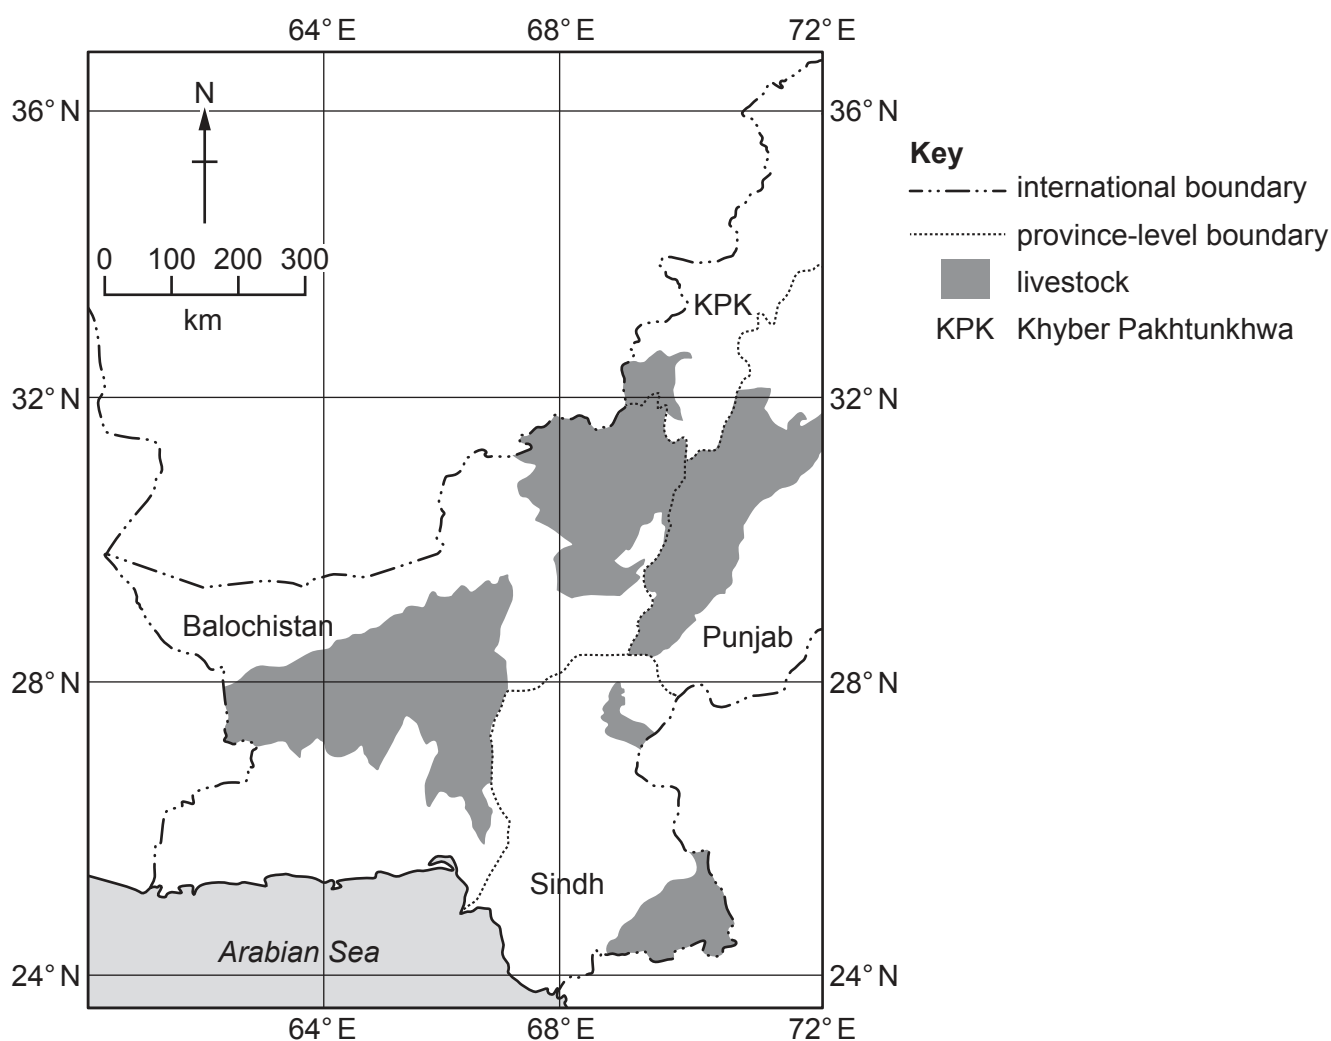 64° E 68° E 72° E
36° N 36° N
N
Key
international boundary
province-level boundary
0 100 200 300
km
livestock
KPK
KPK Khyber Pakhtunkhwa
32° N 32° N
Balochistan
Punjab
28° N 28° N
Sindh
Arabian Sea
24° N 24° N
64° E 68° E 72° E